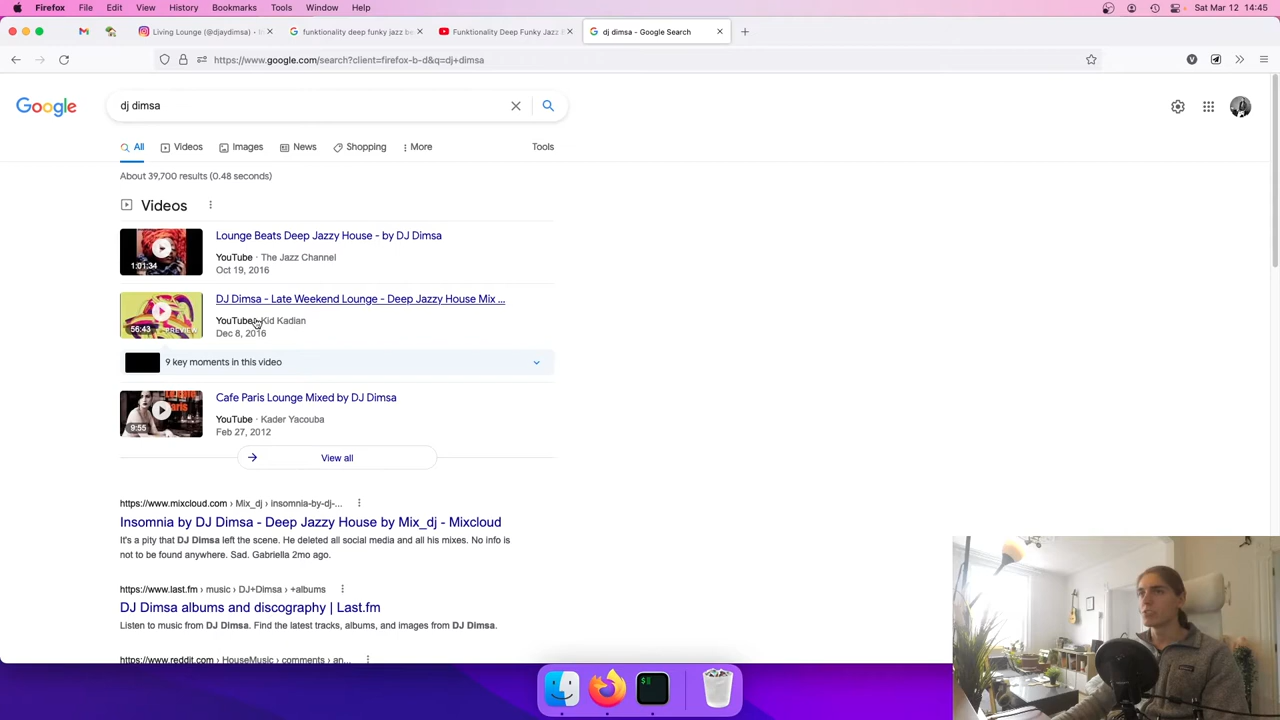 Firefox File Edit View History Bookmarks Tools Window Help Sat Mar 12 14:45
Living Lounge (@djaydimsa) • In funktionality deep funky jazz be Funktionality Deep Funky Jazz dj dimsa - Google Search
https://www.google.com/search?client=firefox-b-d&q=dj+dimsa
Google dj dimsa
All Videos Images News Shopping More Tools
About 39,700 results (0.48 seconds)
Videos
Lounge Beats Deep Jazzy House - by DJ Dimsa
YouTube · The Jazz Channel
1:01:34
Oct 19, 2016
DJ Dimsa - Late Weekend Lounge - Deep Jazzy House Mix ...
YouTube · Kid Kadian
56:43 PREVIEW
Dec 8, 2016
9 key moments in this video
Cafe Paris Lounge Mixed by DJ Dimsa
YouTube · Kader Yacouba
9:55
Feb 27, 2012
View all
https://www.mixcloud.com › Mix_dj › insomnia-by-dj-...
Insomnia by DJ Dimsa - Deep Jazzy House by Mix_dj - Mixcloud
It's a pity that DJ Dimsa left the scene. He deleted all social media and all his mixes. No info is
not to be found anywhere. Sad. Gabriella 2mo ago.
https://www.last.fm › music › DJ+Dimsa › +albums
DJ Dimsa albums and discography | Last.fm
Listen to music from DJ Dimsa. Find the latest tracks, albums, and images from DJ Dimsa.
https://www.reddit.com › HouseMusic › comments › an...